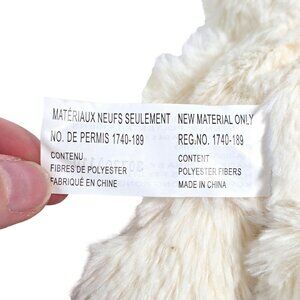 MATÉRIAUX NEUFS SEULEMENT
NO. DE PERMIS 1740-189
CONTENU
FIBRES DE POLYESTER
FABRIQUÉ EN CHINE
NEW MATERIAL ONLY
REG.NO. 1740-189
CONTENT
POLYESTER FIBERS
MADE IN CHINA